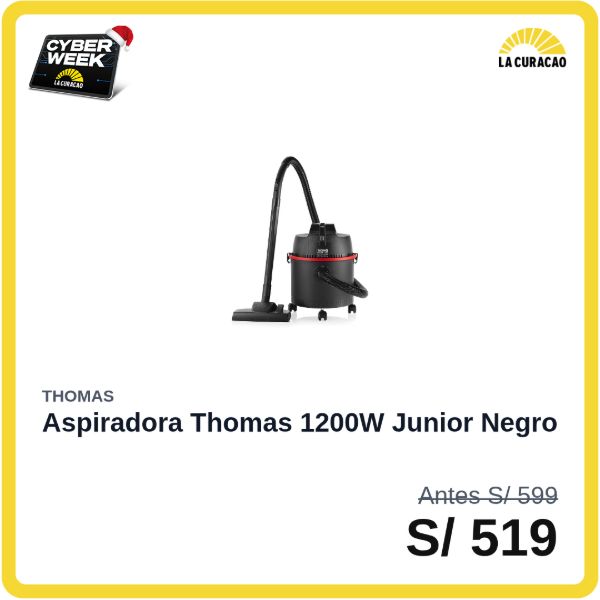 CYBER
WEEK
LA CURACAO
LA CURACAO
THOMAS
Aspiradora Thomas 1200W Junior Negro
Antes S/ 599
S/ 519